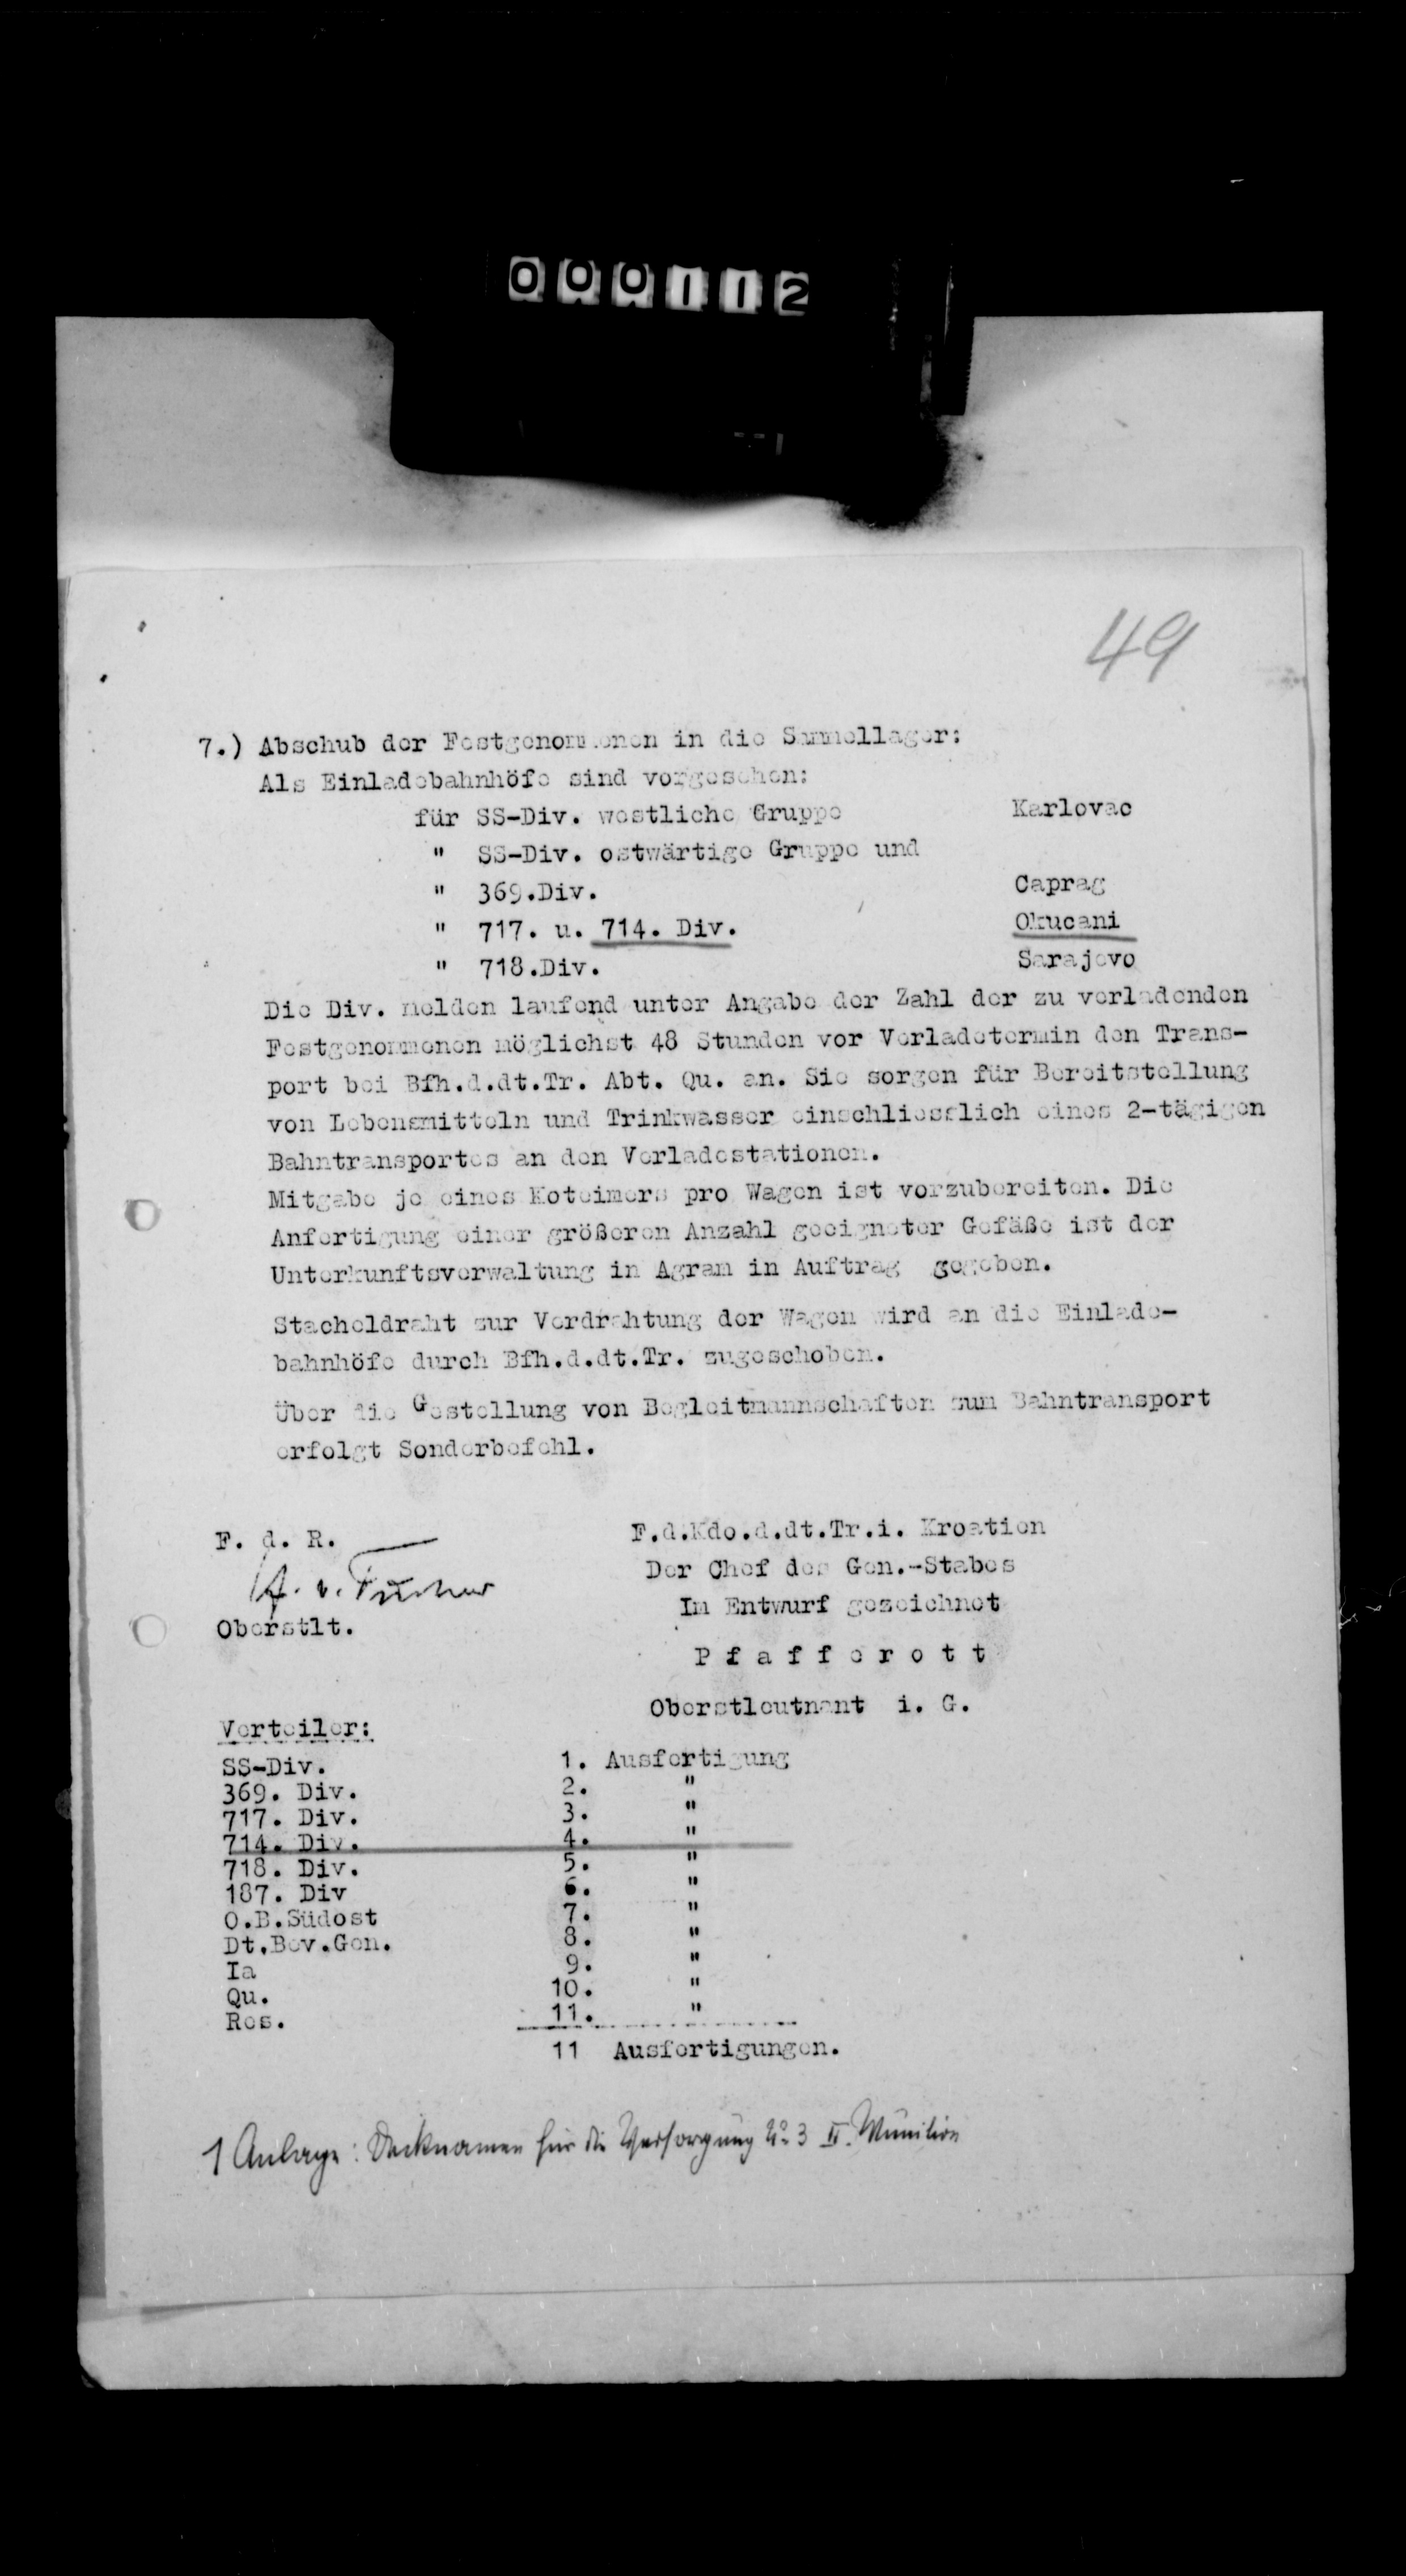 000112
49
7.) Abschub der Festgenommenen in die Sammellager:
Als Einladebahnhöfe sind vorgesehen:
für SS-Div. westliche Gruppe Karlovac
" SS-Div. ostwärtige Gruppe und
" 369.Div. Caprag
" 717. u. 714. Div. Okucani
" 718.Div. Sarajevo
Die Div. melden laufend unter Angabe der Zahl der zu verladenden
Festgenommenen möglichst 48 Stunden vor Verladetermin den Trans-
port bei Bfh.d.dt.Tr. Abt. Qu. an. Sie sorgen für Bereitstellung
von Lebensmitteln und Trinkwasser einschliesslich eines 2-tägigen
Bahntransportes an den Verladestationen.
Mitgabe je eines Koteimers pro Wagen ist vorzubereiten. Die
Anfertigung einer größeren Anzahl geeigneter Gefäße ist der
Unterkunftsverwaltung in Agram in Auftrag gegeben.
Stacheldraht zur Verdrahtung der Wagen wird an die Einlade-
bahnhöfe durch Bfh.d.dt.Tr. zugeschoben.
Über die Gestellung von Begleitmannschaften zum Bahntransport
erfolgt Sonderbefehl.
F. d. R.
Oberstlt.
F.d.Kdo.d.dt.Tr.i. Kroatien
Der Chef des Gen.-Stabes
Im Entwurf gezeichnet
Pfafferott
Oberstleutnant i. G.
Verteiler:
SS-Div. 1. Ausfertigung
369. Div. 2. "
717. Div. 3. "
714. Div. 4. "
718. Div. 5. "
187. Div 6. "
O.B.Südost 7. "
Dt.Bev.Gen. 8. "
Ia 9. "
Qu. 10. "
Res. 11. "
11 Ausfertigungen.
1 Anlage: Decknamen für die Versorgung No 3 II. Munition